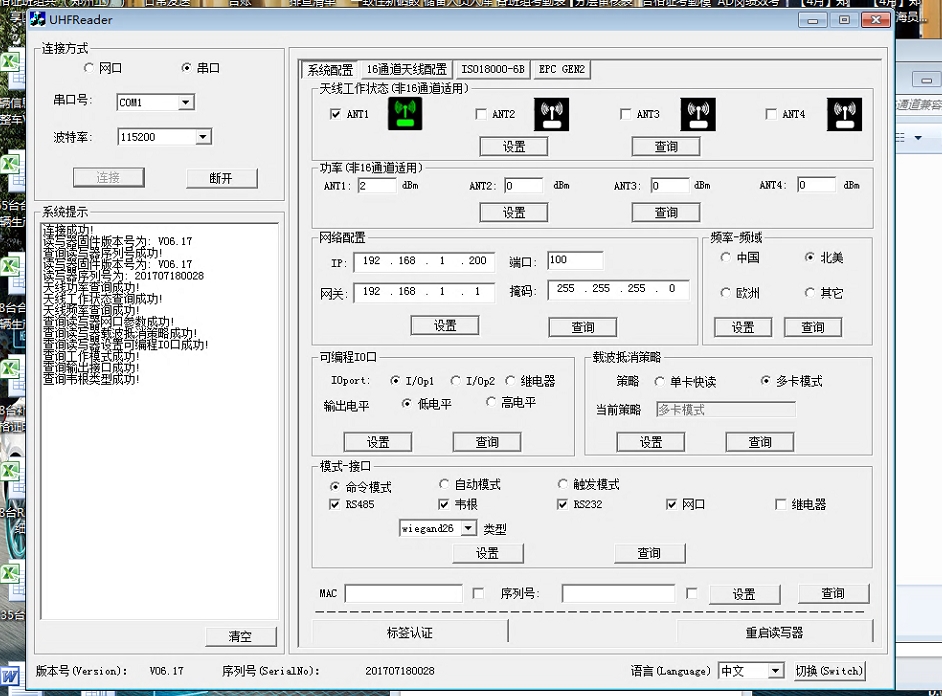 UHFReader
连接方式
网口 串口
串口号: COM1
波特率: 115200
连接 断开
系统提示
连接成功!
读写器固件版本号为: V06.17
查询读写器序列号成功!
读写器固件版本号为: V06.17
读写器序列号为: 201707180028
天线功率查询成功!
天线工作状态查询成功!
天线频率查询成功!
查询读写器网口参数成功!
查询读写器载波抵消策略成功!
查询读写器设置可编程IO口成功!
查询工作模式成功!
查询输出接口成功!
查询韦根类型成功!
清空
系统配置 16通道天线配置 ISO18000-6B EPC GEN2
天线工作状态(非16通道适用)
ANT1 ANT2 ANT3 ANT4
设置 查询
功率(非16通道适用)
ANT1: 2 dBm ANT2: 0 dBm ANT3: 0 dBm ANT4: 0 dBm
设置 查询
网络配置
IP: 192 .168 . 1 .200 端口: 100
网关: 192 .168 . 1 . 1 掩码: 255 .255 .255 . 0
设置 查询
频率-频域
中国 北美
欧洲 其它
设置 查询
可编程IO口
IOport: I/Op1 I/Op2 继电器
输出电平 低电平 高电平
设置 查询
载波抵消策略
策略 单卡快读 多卡模式
当前策略 多卡模式
设置 查询
模式-接口
命令模式 自动模式 触发模式
RS485 韦根 RS232 网口 继电器
wiegand26 类型
设置 查询
MAC 序列号: 设置 查询
标签认证 重启读写器
版本号(Version): V06.17 序列号(SerialNo): 201707180028 语言(Language) 中文 切换(Switch)